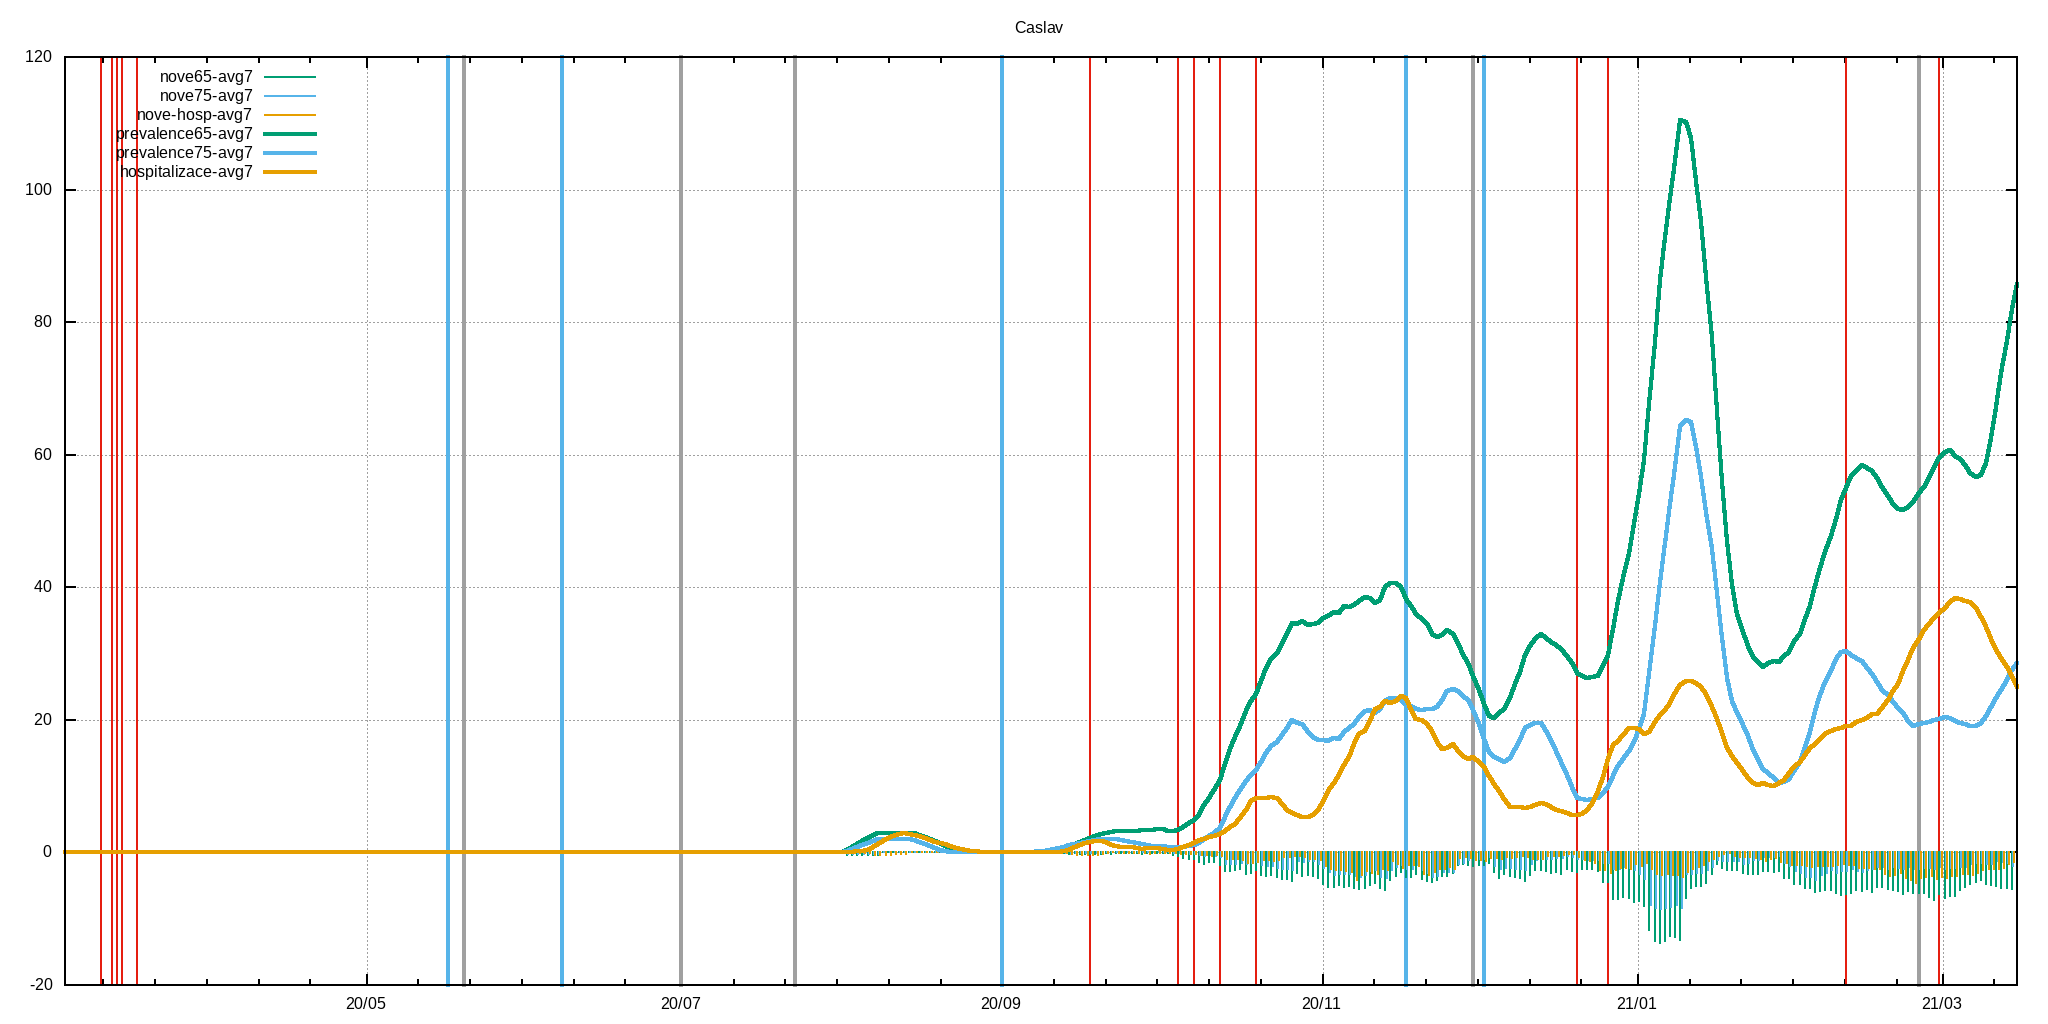 Caslav
120
100
80
60
40
20
0
-20
nove65-avg7
nove75-avg7
nove-hosp-avg7
prevalence65-avg7
prevalence75-avg7
hospitalizace-avg7
20/05
20/07
20/09
20/11
21/01
21/03